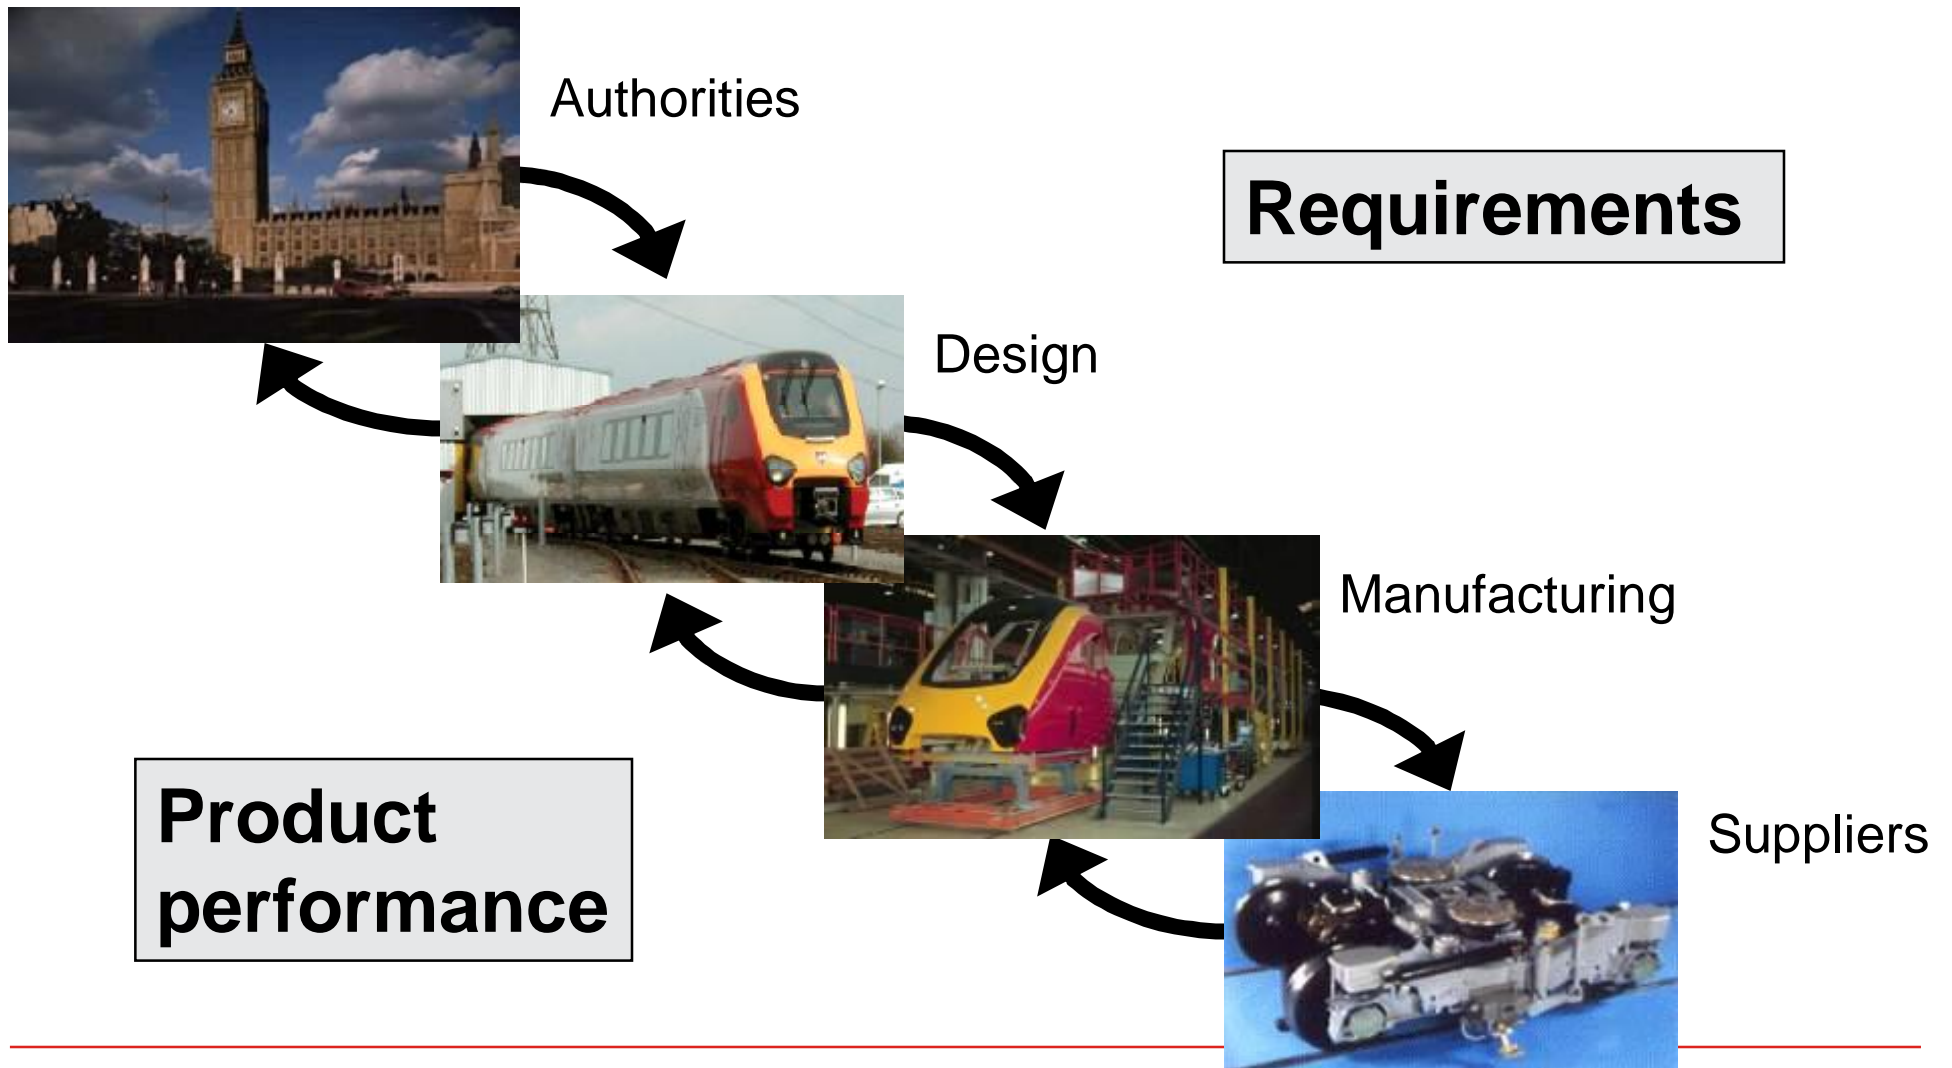 Authorities
Requirements
Design
Manufacturing
Product
performance
Suppliers